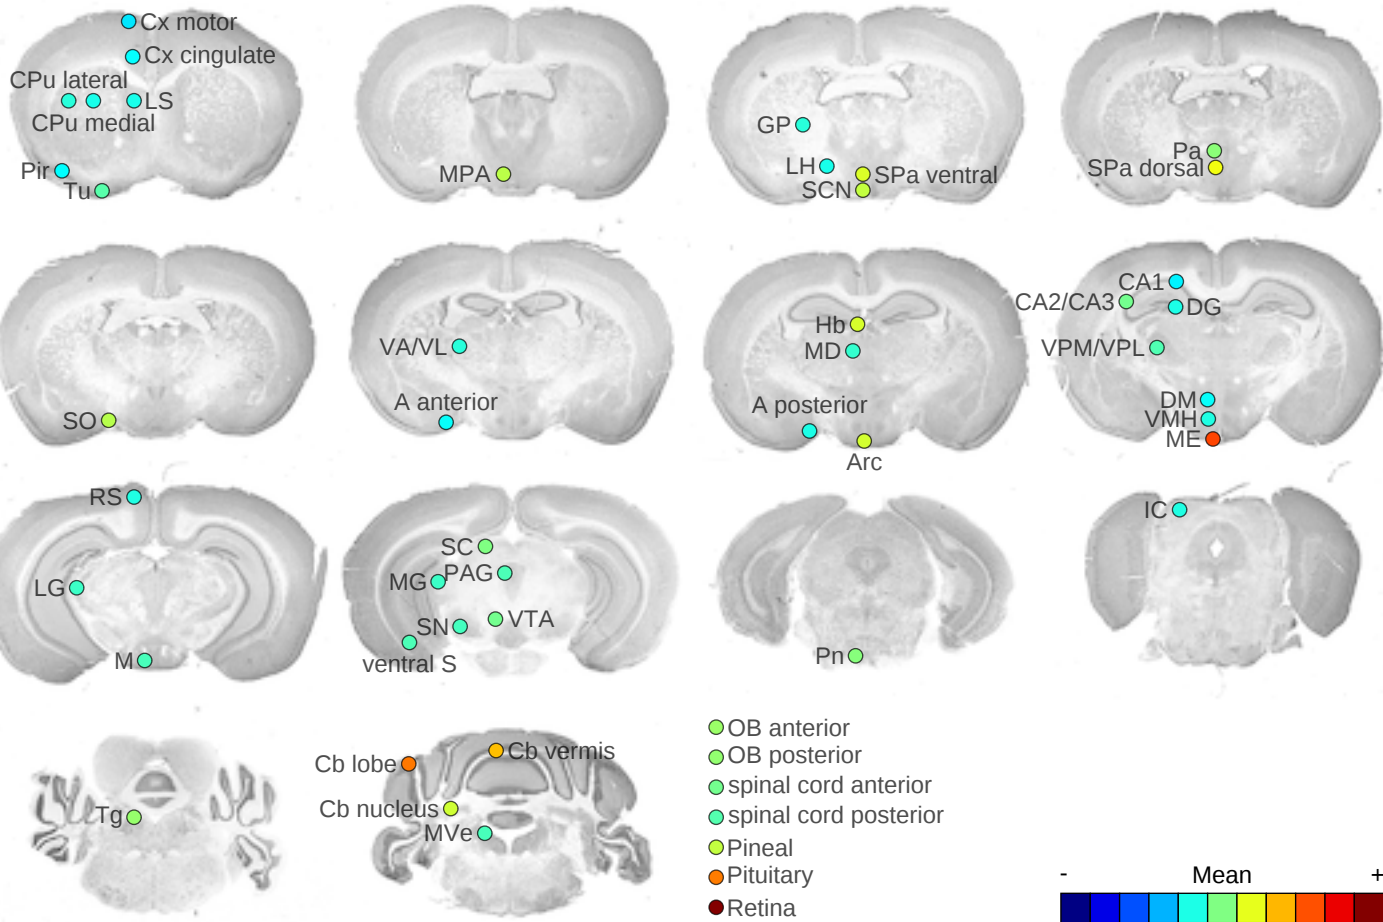 Cx motor
Cx cingulate
CPu lateral
LS
CPu medial
Pir
Tu
MPA
GP
LH
SPa ventral
SCN
Pa
SPa dorsal
SO
VA/VL
A anterior
Hb
MD
A posterior
Arc
CA1
CA2/CA3
DG
VPM/VPL
DM
VMH
ME
RS
LG
M
SC
PAG
MG
VTA
SN
ventral S
Pn
IC
Tg
Cb lobe
Cb vermis
Cb nucleus
MVe
OB anterior
OB posterior
spinal cord anterior
spinal cord posterior
Pineal
Pituitary
Retina
- Mean +